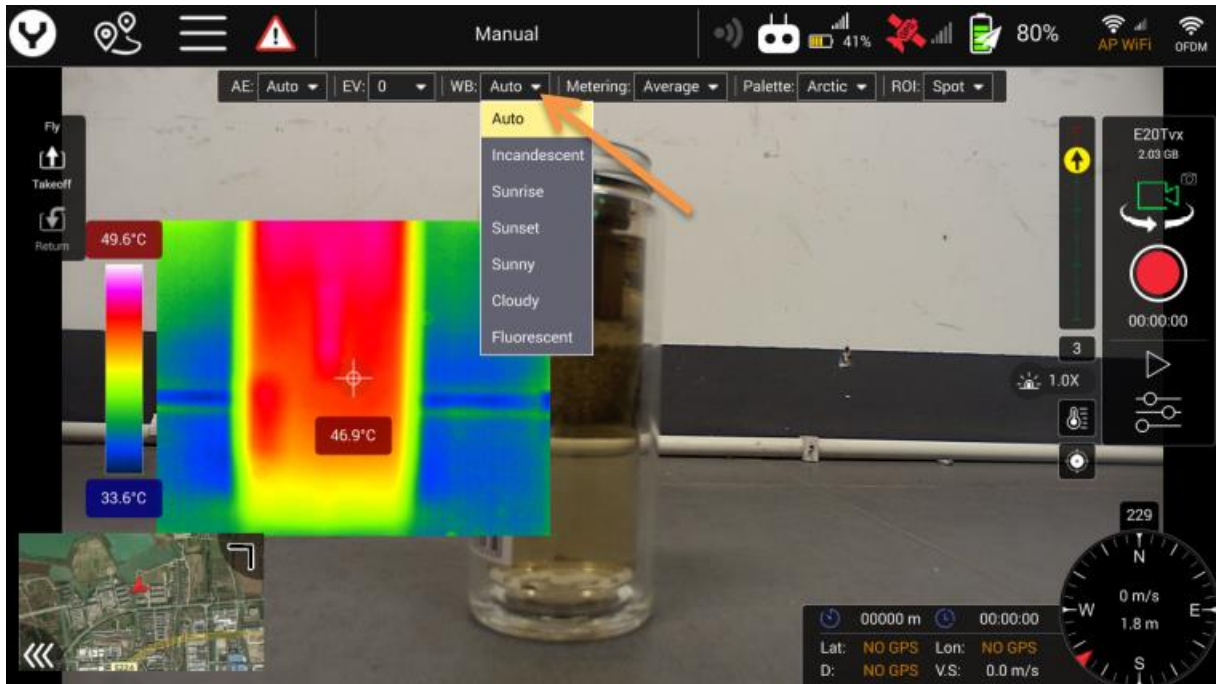 Manual
41%
80%
AP WiFi
OFDM
AE: Auto EV: 0 WB: Auto Metering: Average Palette: Arctic ROI: Spot
Auto
Incandescent
Sunrise
Sunset
Sunny
Cloudy
Fluorescent
Fly
Takeoff
Return
49.6°C
46.9°C
33.6°C
E20Tvx
2.03 GB
00:00:00
3
1.0X
229
N
W
E
S
0 m/s
1.8 m
00000 m 00:00:00
Lat: NO GPS Lon: NO GPS
D: NO GPS V.S: 0.0 m/s
S224